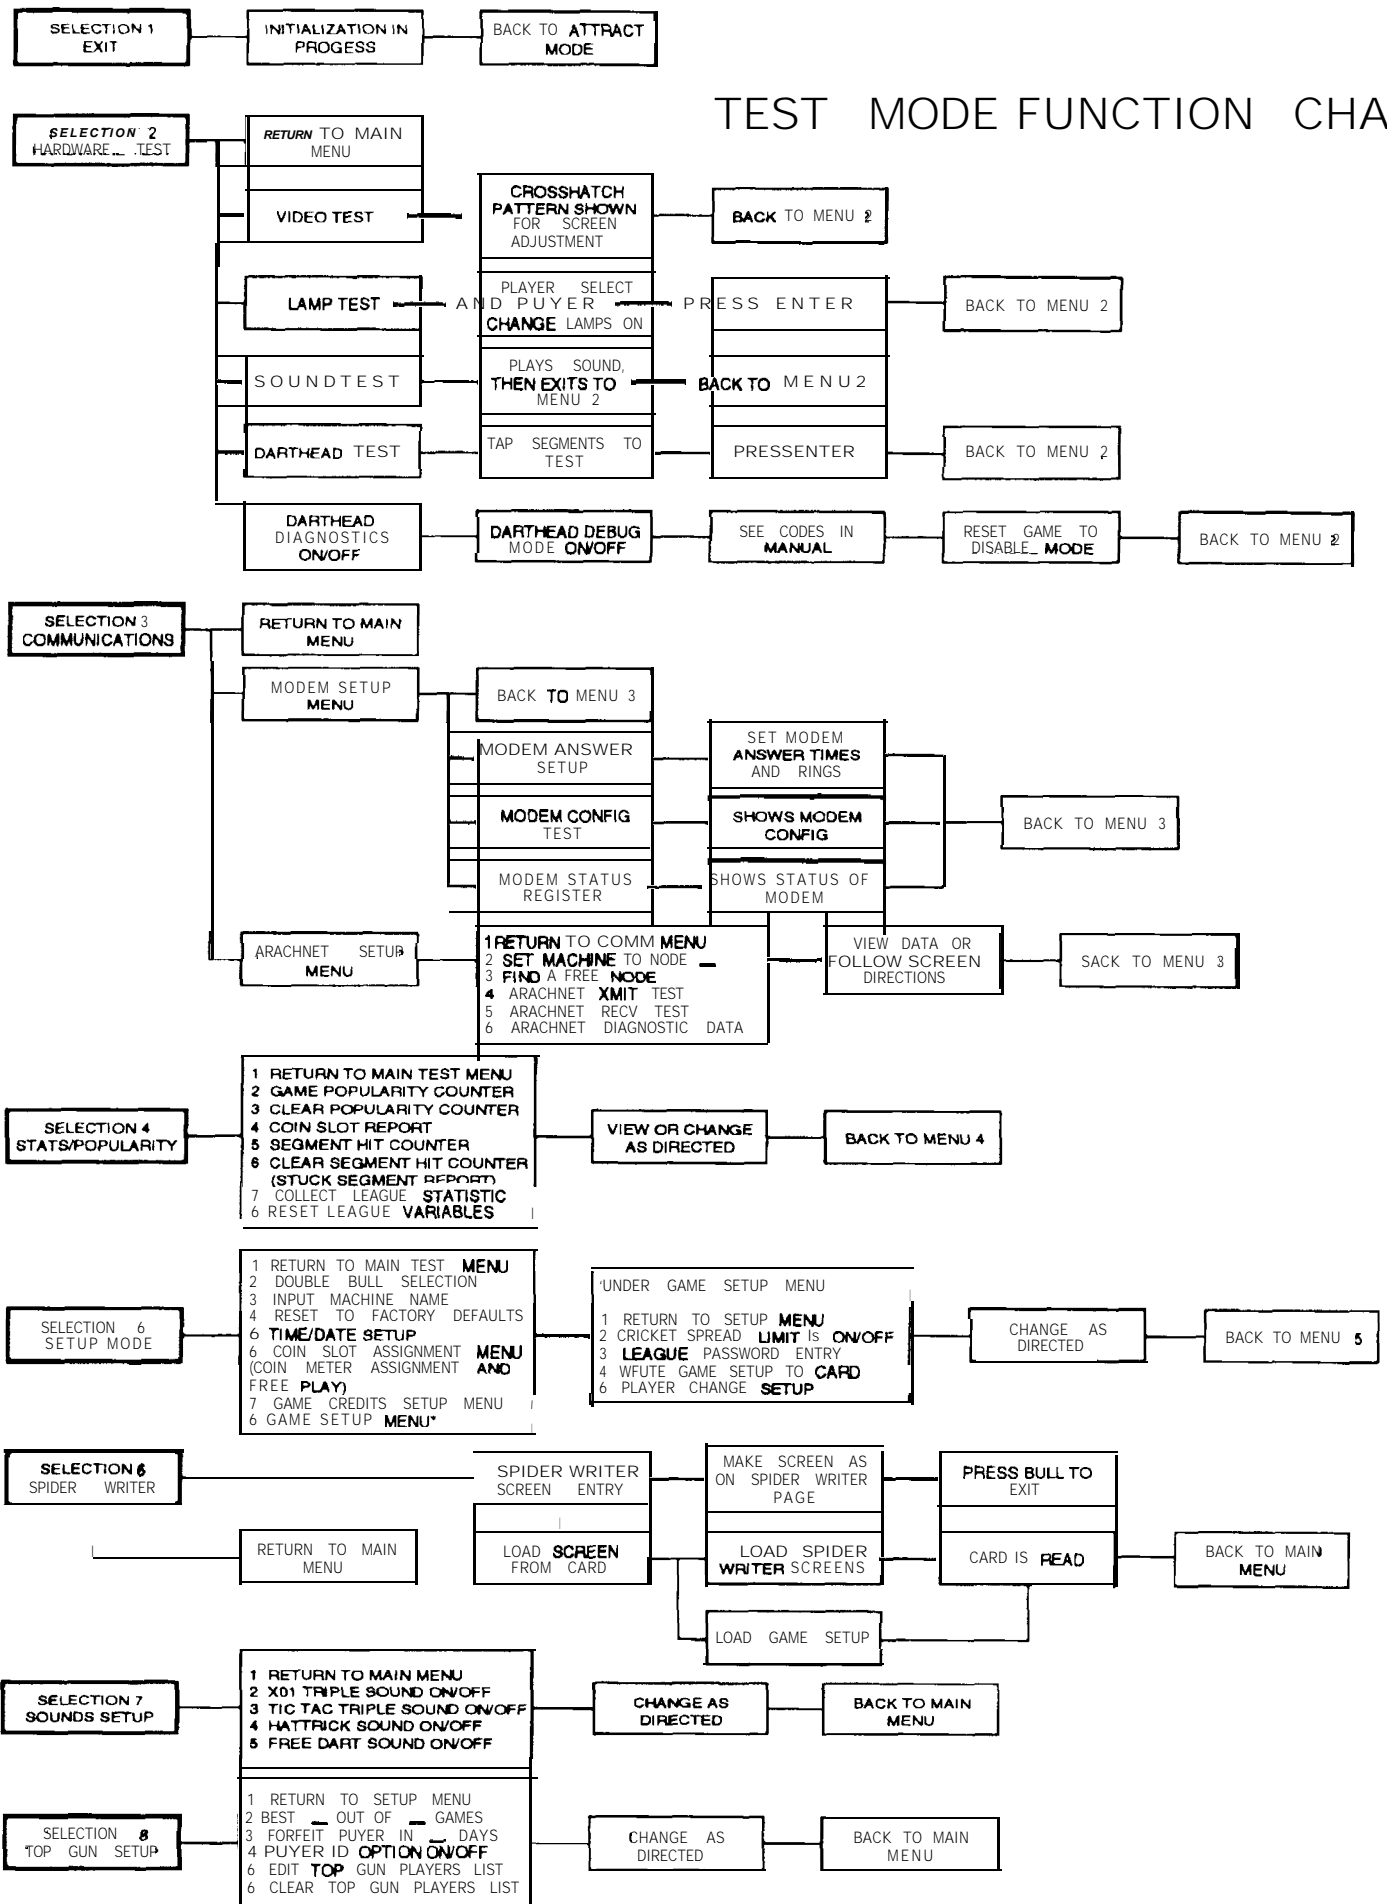 SELECTION 1
EXIT
INITIALIZATION IN
PROGESS
BACK TO ATTRACT
MODE
TEST MODE FUNCTION CHA
SELECTION 2
HARDWARE_ .TEST
RETURN TO MAIN
MENU
VIDEO TEST
CROSSHATCH
PATTERN SHOWN
FOR SCREEN
ADJUSTMENT
BACK TO MENU 2
LAMP TEST
PLAYER SELECT
AND PUYER
CHANGE LAMPS ON
PRESS ENTER
BACK TO MENU 2
SOUNDTEST
PLAYS SOUND,
THEN EXITS TO
MENU 2
BACK TO MENU2
DARTHEAD TEST
TAP SEGMENTS TO
TEST
PRESSENTER
BACK TO MENU 2
DARTHEAD
DIAGNOSTICS
ON/OFF
DARTHEAD DEBUG
MODE ON/OFF
SEE CODES IN
MANUAL
RESET GAME TO
DISABLE_ MODE
BACK TO MENU 2
SELECTION 3
COMMUNICATIONS
RETURN TO MAIN
MENU
MODEM SETUP
MENU
BACK TO MENU 3
MODEM ANSWER
SETUP
SET MODEM
ANSWER TIMES
AND RINGS
MODEM CONFIG
TEST
SHOWS MODEM
CONFIG
BACK TO MENU 3
MODEM STATUS
REGISTER
SHOWS STATUS OF
MODEM
ARACHNET SETUP
MENU
1 RETURN TO COMM MENU
2 SET MACHINE TO NODE _
3 FIND A FREE NODE
4 ARACHNET XMIT TEST
5 ARACHNET RECV TEST
6 ARACHNET DIAGNOSTIC DATA
VIEW DATA OR
FOLLOW SCREEN
DIRECTIONS
SACK TO MENU 3
SELECTION 4
STATS/POPULARITY
1 RETURN TO MAIN TEST MENU
2 GAME POPULARITY COUNTER
3 CLEAR POPULARITY COUNTER
4 COIN SLOT REPORT
5 SEGMENT HIT COUNTER
6 CLEAR SEGMENT HIT COUNTER
(STUCK SEGMENT REPORT)
7 COLLECT LEAGUE STATISTIC
6 RESET LEAGUE VARIABLES
VIEW OR CHANGE
AS DIRECTED
BACK TO MENU 4
SELECTION 6
SETUP MODE
1 RETURN TO MAIN TEST MENU
2 DOUBLE BULL SELECTION
3 INPUT MACHINE NAME
4 RESET TO FACTORY DEFAULTS
6 TIME/DATE SETUP
6 COIN SLOT ASSIGNMENT MENU
(COIN METER ASSIGNMENT AND
FREE PLAY)
7 GAME CREDITS SETUP MENU
6 GAME SETUP MENU*
'UNDER GAME SETUP MENU
1 RETURN TO SETUP MENU
2 CRICKET SPREAD LIMIT Is ON/OFF
3 LEAGUE PASSWORD ENTRY
4 WFUTE GAME SETUP TO CARD
6 PLAYER CHANGE SETUP
CHANGE AS
DIRECTED
BACK TO MENU 5
SELECTION 6
SPIDER WRITER
SPIDER WRITER
SCREEN ENTRY
MAKE SCREEN AS
ON SPIDER WRITER
PAGE
PRESS BULL TO
EXIT
RETURN TO MAIN
MENU
LOAD SCREEN
FROM CARD
LOAD SPIDER
WRITER SCREENS
CARD IS READ
BACK TO MAIN
MENU
LOAD GAME SETUP
SELECTION 7
SOUNDS SETUP
1 RETURN TO MAIN MENU
2 X01 TRIPLE SOUND ON/OFF
3 TIC TAC TRIPLE SOUND ON/OFF
4 HATTRICK SOUND ON/OFF
5 FREE DART SOUND ON/OFF
CHANGE AS
DIRECTED
BACK TO MAIN
MENU
SELECTION 8
TOP GUN SETUP
1 RETURN TO SETUP MENU
2 BEST _ OUT OF _ GAMES
3 FORFEIT PUYER IN _ DAYS
4 PUYER ID OPTION ON/OFF
6 EDIT TOP GUN PLAYERS LIST
6 CLEAR TOP GUN PLAYERS LIST
CHANGE AS
DIRECTED
BACK TO MAIN
MENU